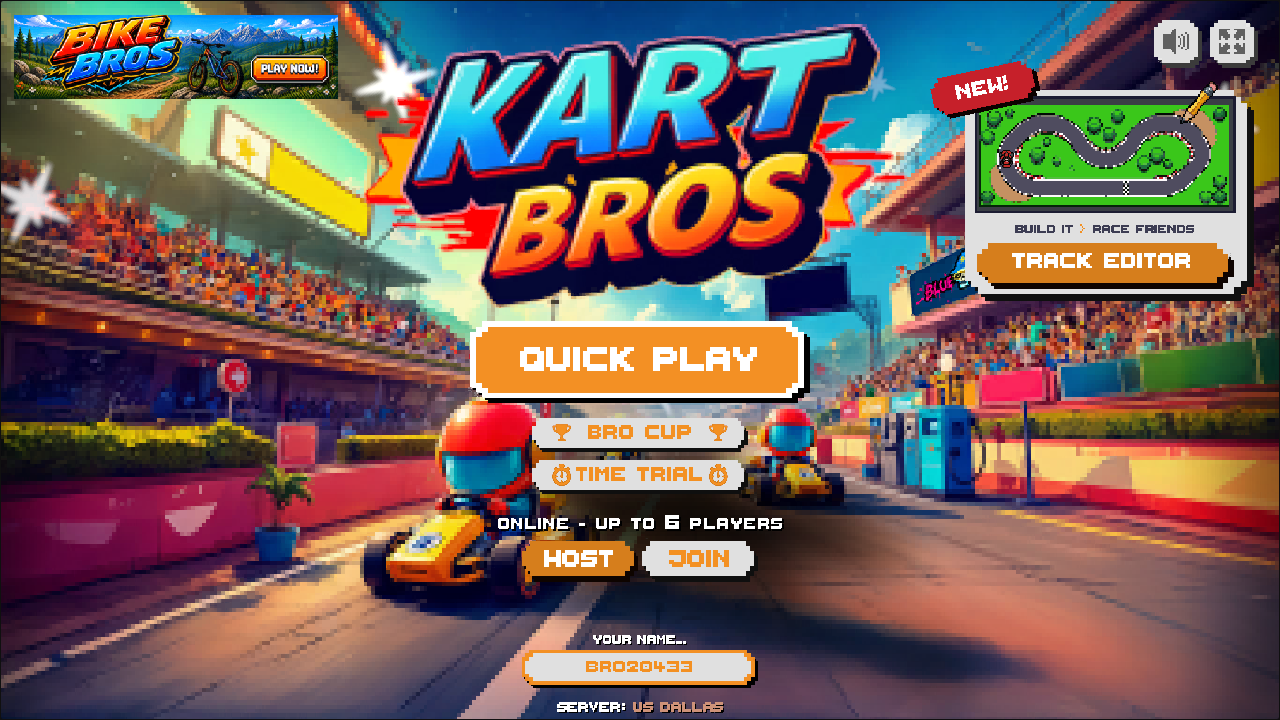 BIKE
BROS
PLAY NOW!
KART
BROS
NEW!
BUILD IT > RACE FRIENDS
TRACK EDITOR
BLUE
QUICK PLAY
BRO CUP
TIME TRIAL
ONLINE - UP TO 6 PLAYERS
HOST
JOIN
YOUR NAME...
BRO20433
SERVER: US DALLAS